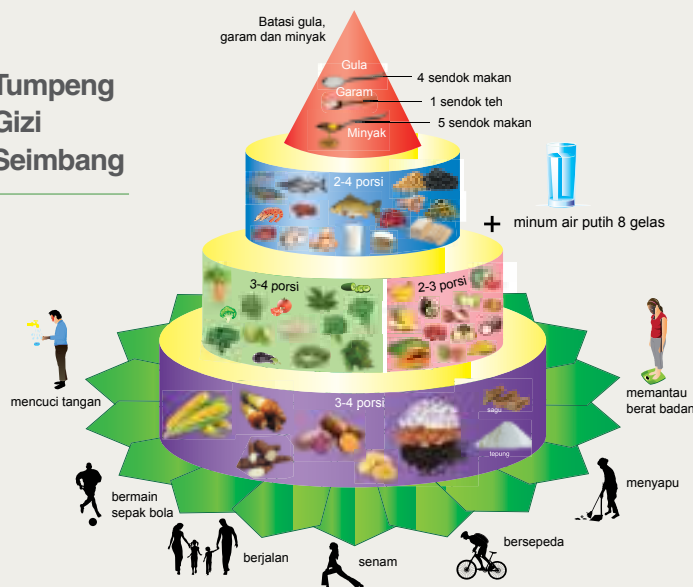 Tumpeng
Gizi
Seimbang
Batasi gula,
garam dan minyak
Gula
4 sendok makan
Garam
1 sendok teh
5 sendok makan
Minyak
2-4 porsi
+ minum air putih 8 gelas
3-4 porsi
2-3 porsi
3-4 porsi
sagu
tepung
mencuci tangan
memantau
berat badan
bermain
sepak bola
menyapu
berjalan
senam
bersepeda